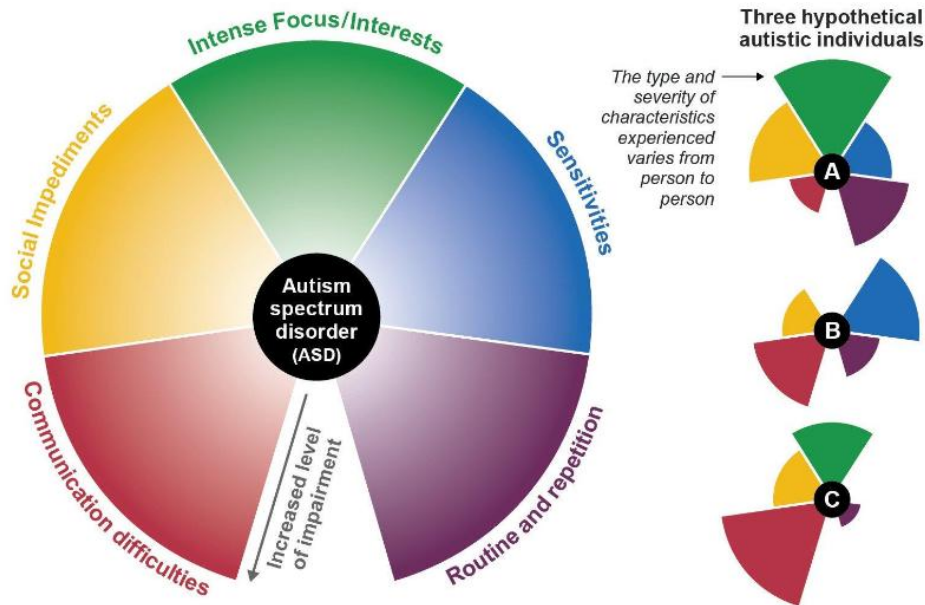 Intense Focus/Interests
Social Impediments
Sensitivities
Autism
spectrum
disorder
(ASD)
Communication difficulties
Increased level
of impairment
Routine and repetition
Three hypothetical
autistic individuals
The type and
severity of
characteristics
experienced
varies from
person to
person
A
B
C